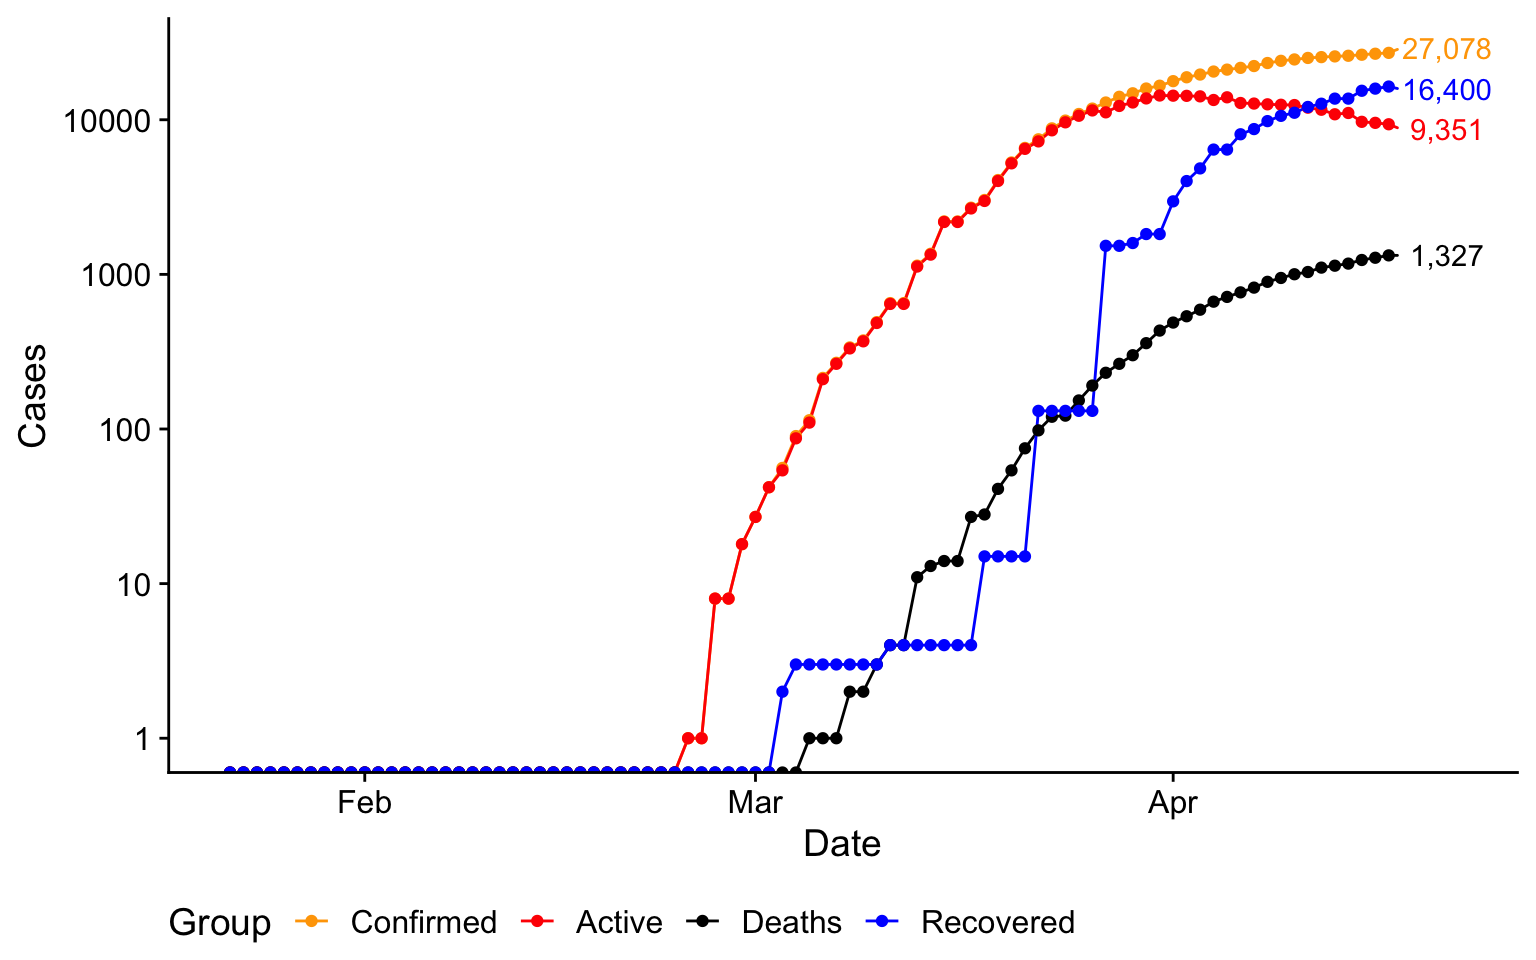 27,078
16,400
9,351
1,327
10000
1000
100
10
1
Cases
Feb Mar Apr
Date
Group Confirmed Active Deaths Recovered